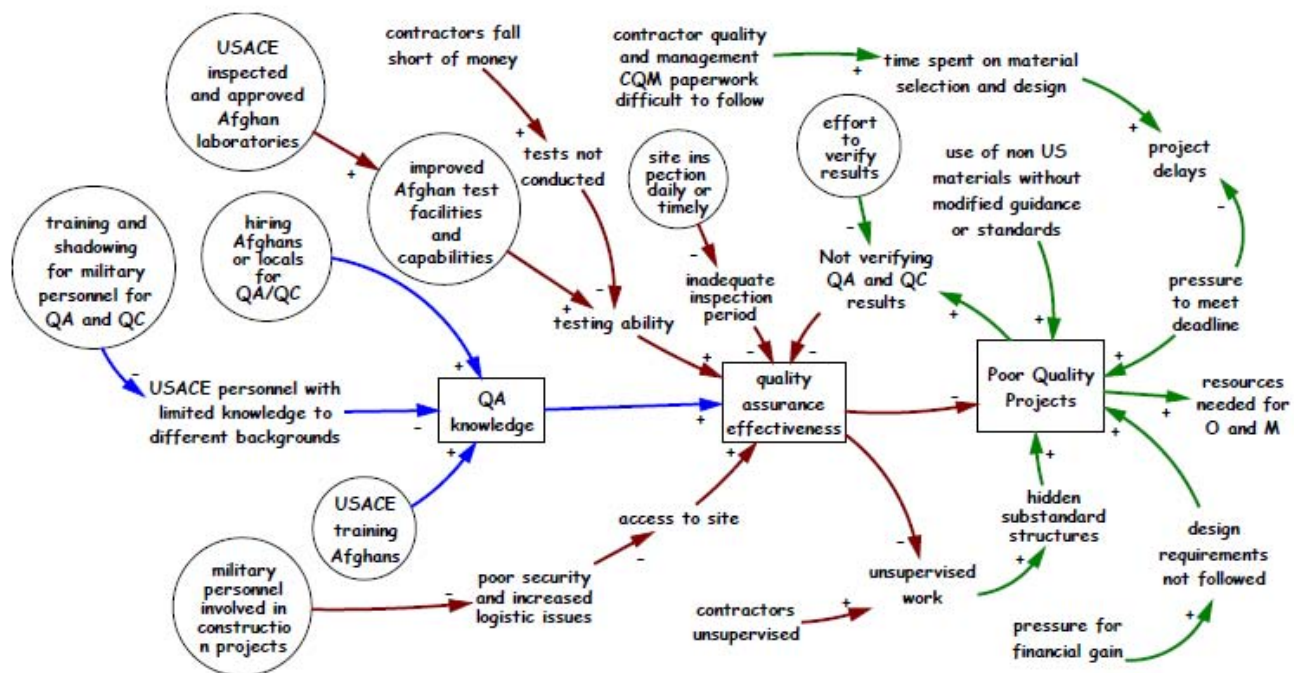 USACE
inspected
and approved
Afghan
laboratories
contractors fall
short of money
contractor quality
and management
CQM paperwork
difficult to follow
time spent on material
selection and design
+
+
+
+
effort
to
verify
results
site ins
pection
daily or
timely
tests not
conducted
improved
Afghan test
facilities
and
capabilities
use of non US
materials without
modified guidance
or standards
project
delays
-
training and
shadowing
for military
personnel for
QA and QC
hiring
Afghans
or locals
for
QA/QC
-
-
Not verifying
QA and QC
results
inadequate
inspection
period
pressure
to meet
deadline
-
+
testing ability
+
+
-
+
-
-
+
+
USACE personnel with
limited knowledge to
different backgrounds
-
QA
knowledge
+
+
quality
assurance
effectiveness
+
-
Poor Quality
Projects
+
+
resources
needed for
O and M
USACE
training
Afghans
access to site
-
+
hidden
substandard
structures
+
design
requirements
not followed
military
personnel
involved in
constructio
n projects
-
poor security
and increased
logistic issues
-
unsupervised
work
+
contractors
unsupervised
+
pressure for
financial gain